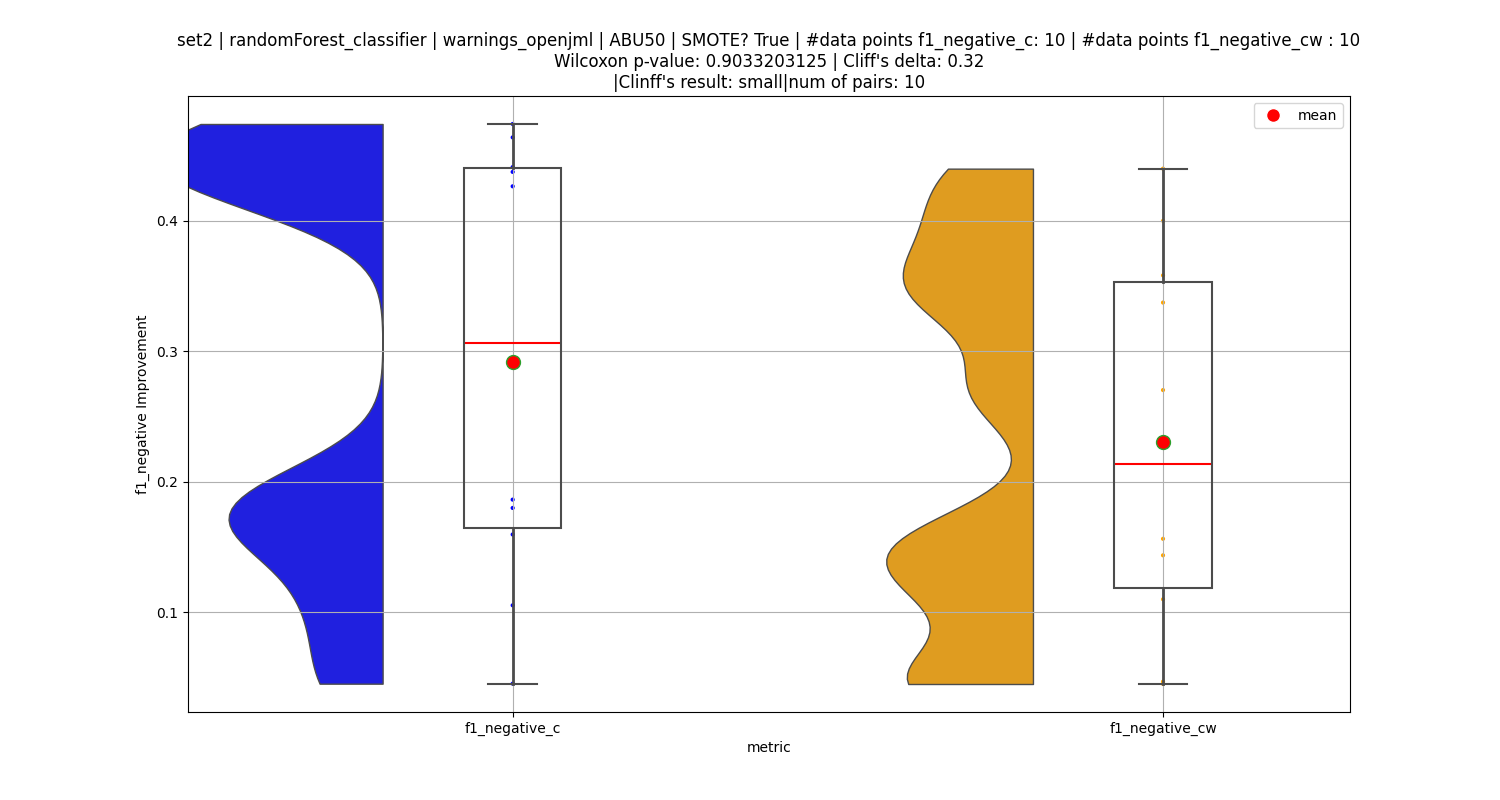 set2 | randomForest_classifier | warnings_openjml | ABU50 | SMOTE? True | #data points f1_negative_c: 10 | #data points f1_negative_cw : 10
Wilcoxon p-value: 0.9033203125 | Cliff's delta: 0.32
|Clinff's result: small|num of pairs: 10
mean
0.4
0.3
0.2
0.1
f1_negative Improvement
f1_negative_c
f1_negative_cw
metric